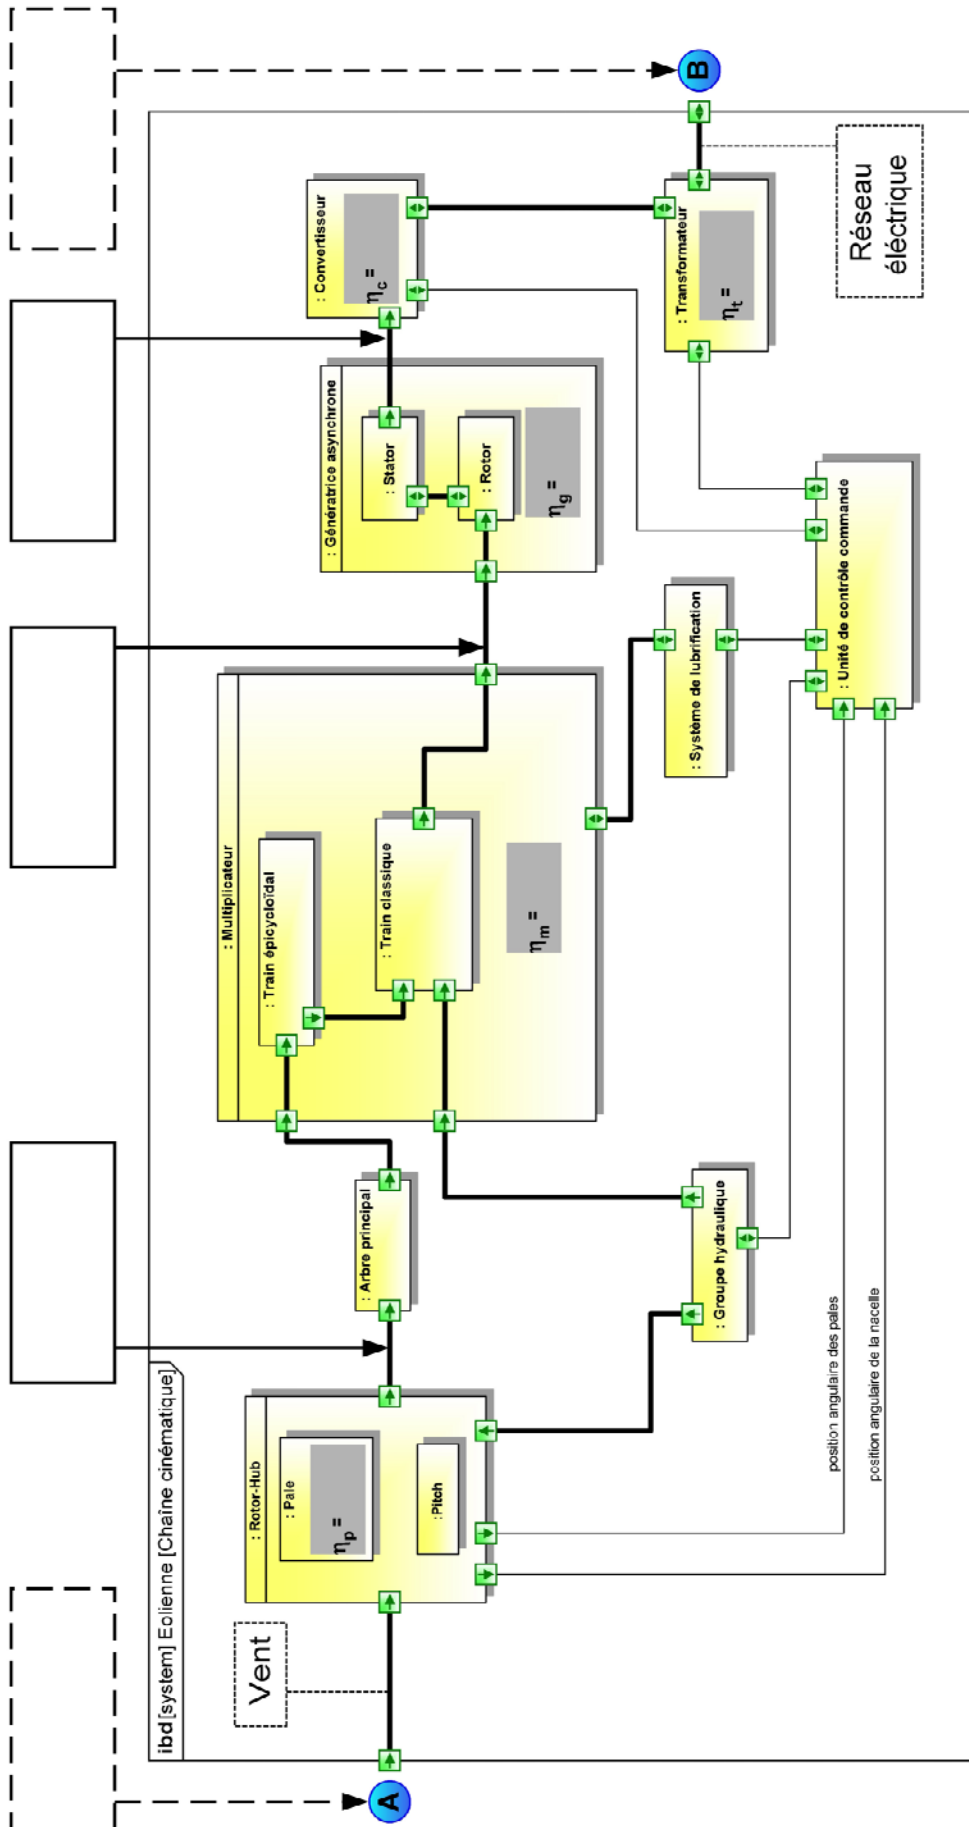 ibd [system] Eolienne [Chaîne cinématique]
A
Vent
: Rotor-Hub
: Pale
ηp =
:Pitch
: Arbre principal
: Multiplicateur
: Train épicycloïdal
: Train classique
ηm =
: Génératrice asynchrone
: Stator
: Rotor
ηg =
: Convertisseur
ηc =
: Transformateur
ηt =
B
Réseau
éléctrique
: Groupe hydraulique
: Système de lubrification
: Unité de contrôle commande
position angulaire des pales
position angulaire de la nacelle